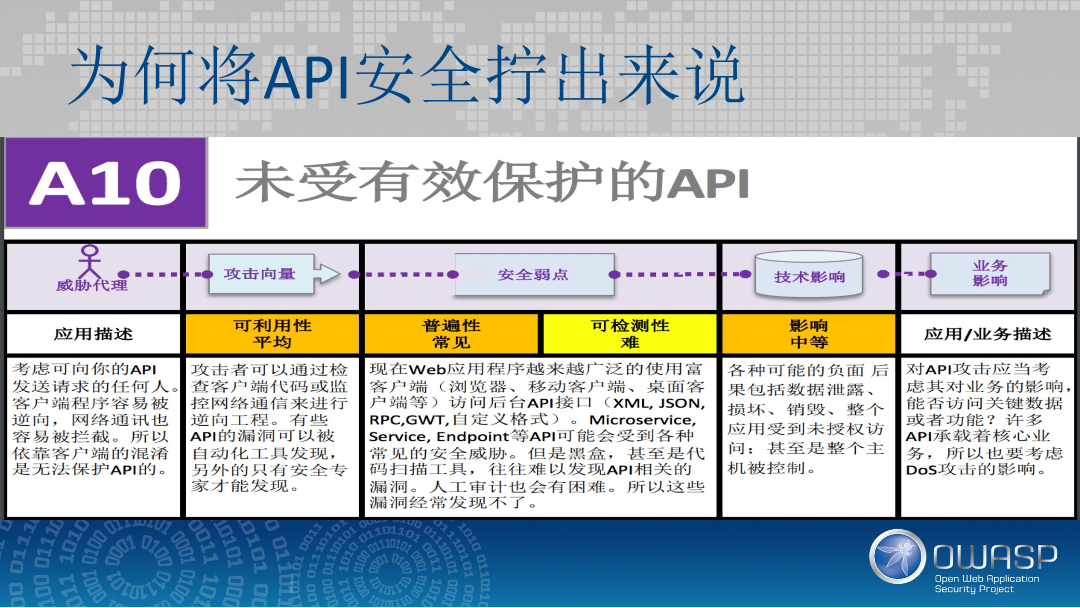 为何将API安全拧出来说
A10
未受有效保护的API
威胁代理
攻击向量
安全弱点
技术影响
业务
影响
应用描述
可利用性
平均
普遍性
常见
可检测性
难
影响
中等
应用/业务描述
考虑可向你的API
发送请求的任何人。
客户端程序容易被
逆向，网络通讯也
容易被拦截。所以
依靠客户端的混淆
是无法保护API的。
攻击者可以通过检
查客户端代码或监
控网络通信来进行
逆向工程。有些
API的漏洞可以被
自动化工具发现，
另外的只有安全专
家才能发现。
现在Web应用程序越来越广泛的使用富
客户端（浏览器、移动客户端、桌面客
户端等）访问后台API接口（XML, JSON,
RPC,GWT,自定义格式）。Microservice,
Service, Endpoint等API可能会受到各种
常见的安全威胁。但是黑盒，甚至是代
码扫描工具，往往难以发现API相关的
漏洞。人工审计也会有困难。所以这些
漏洞经常发现不了。
各种可能的负面 后
果包括数据泄露、
损坏、销毁、整个
应用受到未授权访
问；甚至是整个主
机被控制。
对API攻击应当考
虑其对业务的影响，
能否访问关键数据
或者功能？许多
API承载着核心业
务，所以也要考虑
DoS攻击的影响。
OWASP
Open Web Application
Security Project